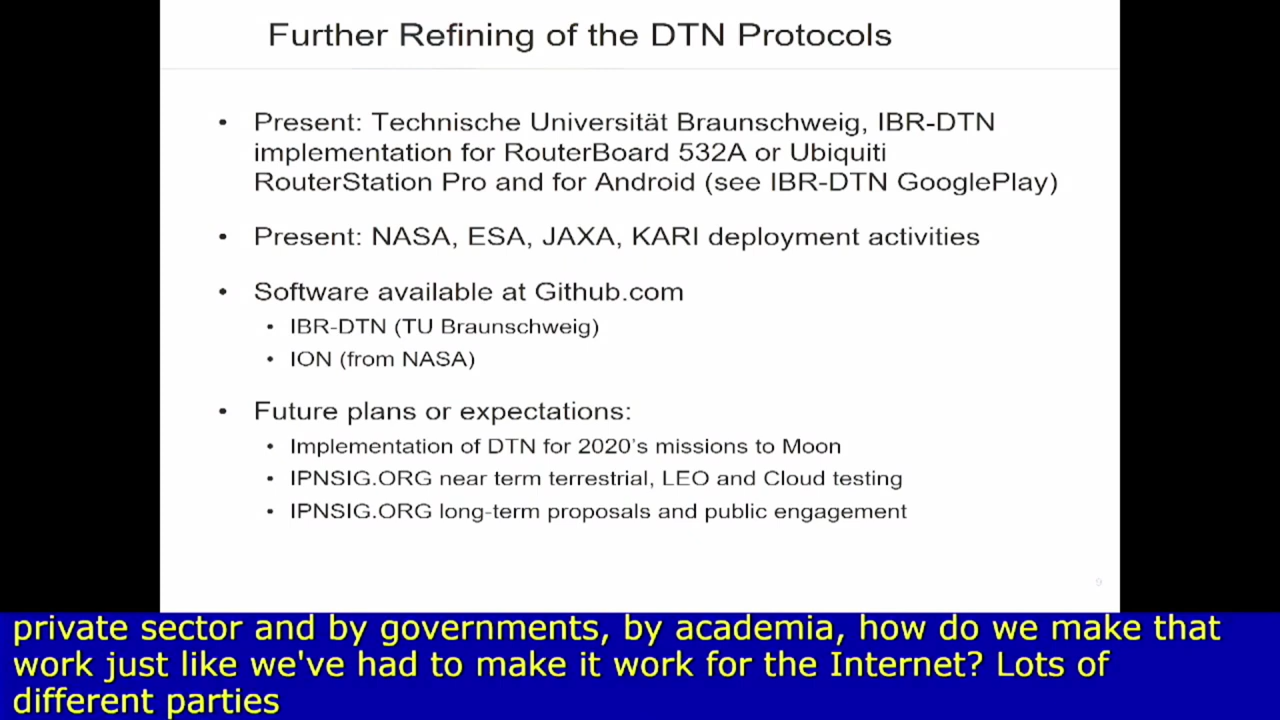 Further Refining of the DTN Protocols
• Present: Technische Universität Braunschweig, IBR-DTN
implementation for RouterBoard 532A or Ubiquiti
RouterStation Pro and for Android (see IBR-DTN GooglePlay)
• Present: NASA, ESA, JAXA, KARI deployment activities
• Software available at Github.com
• IBR-DTN (TU Braunschweig)
• ION (from NASA)
• Future plans or expectations:
• Implementation of DTN for 2020's missions to Moon
• IPNSIG.ORG near term terrestrial, LEO and Cloud testing
• IPNSIG.ORG long-term proposals and public engagement
9
private sector and by governments, by academia, how do we make that
work just like we've had to make it work for the Internet? Lots of
different parties